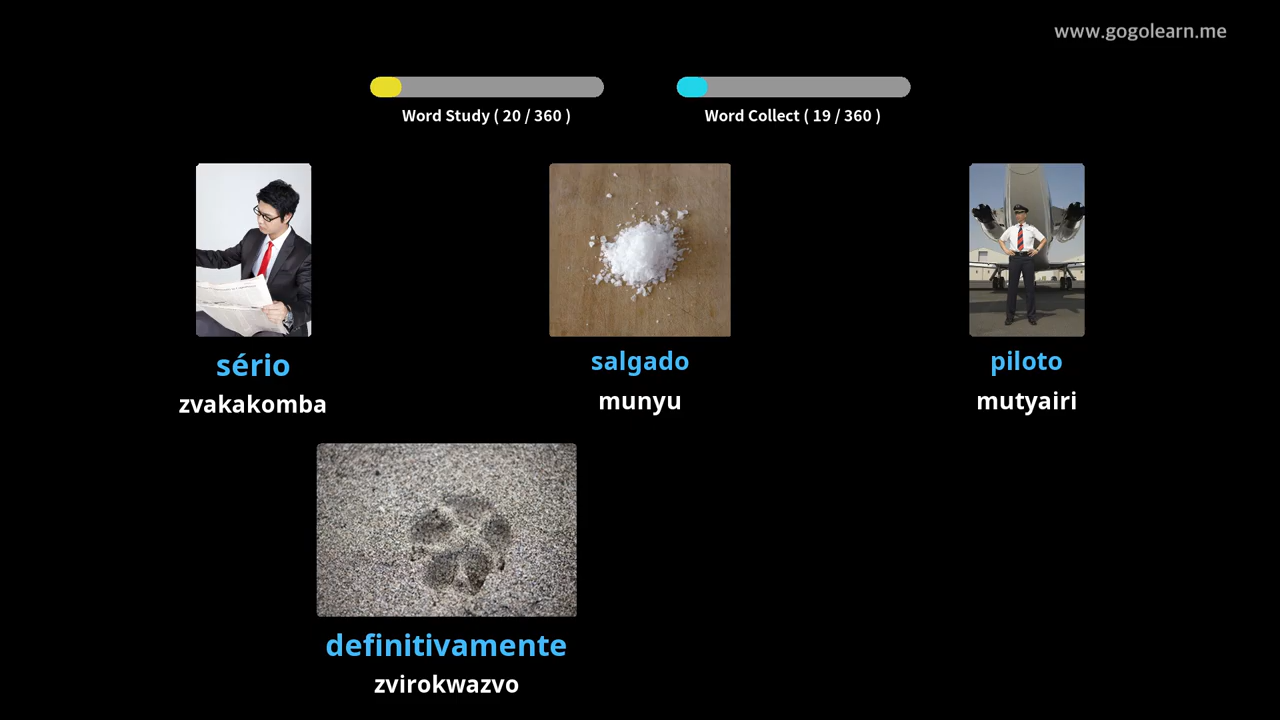 www.gogolearn.me
Word Study ( 20 / 360 )
Word Collect ( 19 / 360 )
sério
zvakakomba
salgado
munyu
piloto
mutyairi
definitivamente
zvirokwazvo